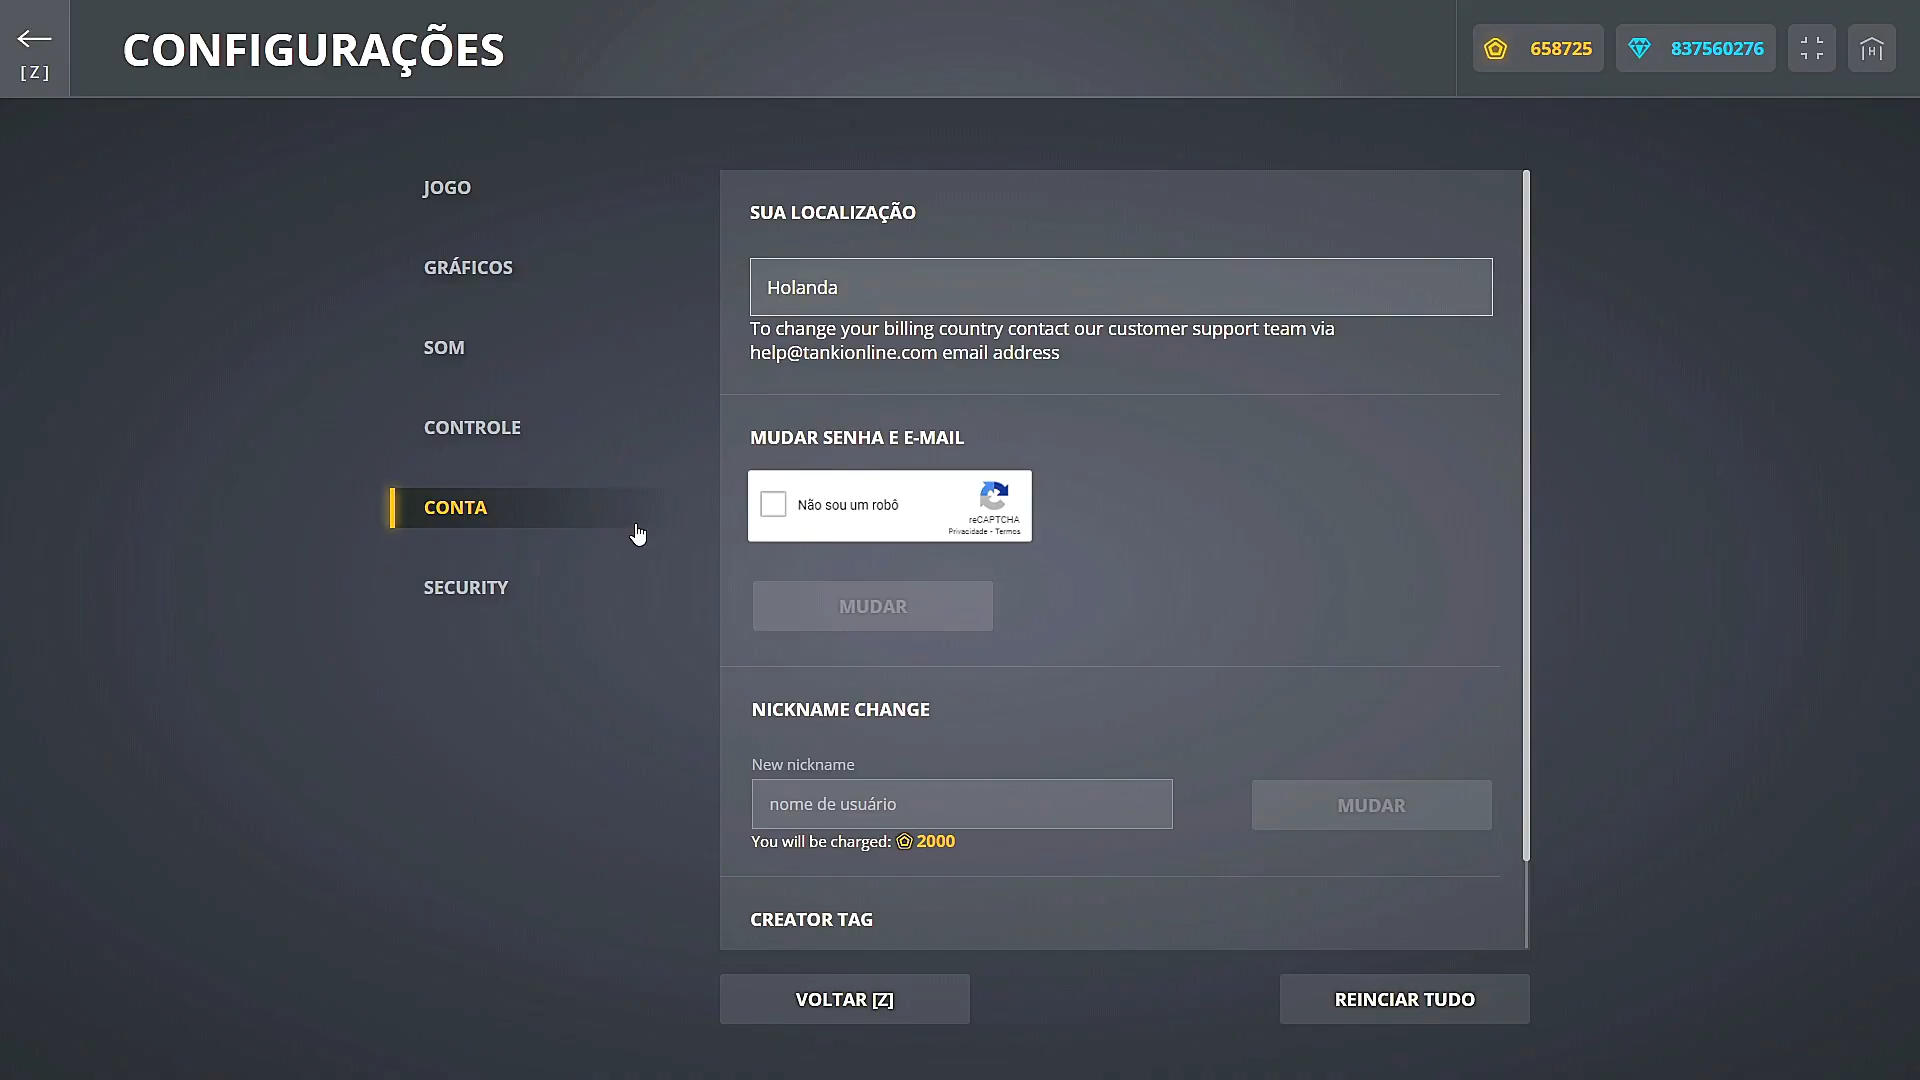 [Z]
CONFIGURAÇÕES
658725
837560276
JOGO
GRÁFICOS
SOM
CONTROLE
CONTA
SECURITY
SUA LOCALIZAÇÃO
Holanda
To change your billing country contact our customer support team via
help@tankionline.com email address
MUDAR SENHA E E-MAIL
Não sou um robô
reCAPTCHA
Privacidade - Termos
MUDAR
NICKNAME CHANGE
New nickname
nome de usuário
MUDAR
You will be charged: 2000
CREATOR TAG
VOLTAR [Z]
REINCIAR TUDO